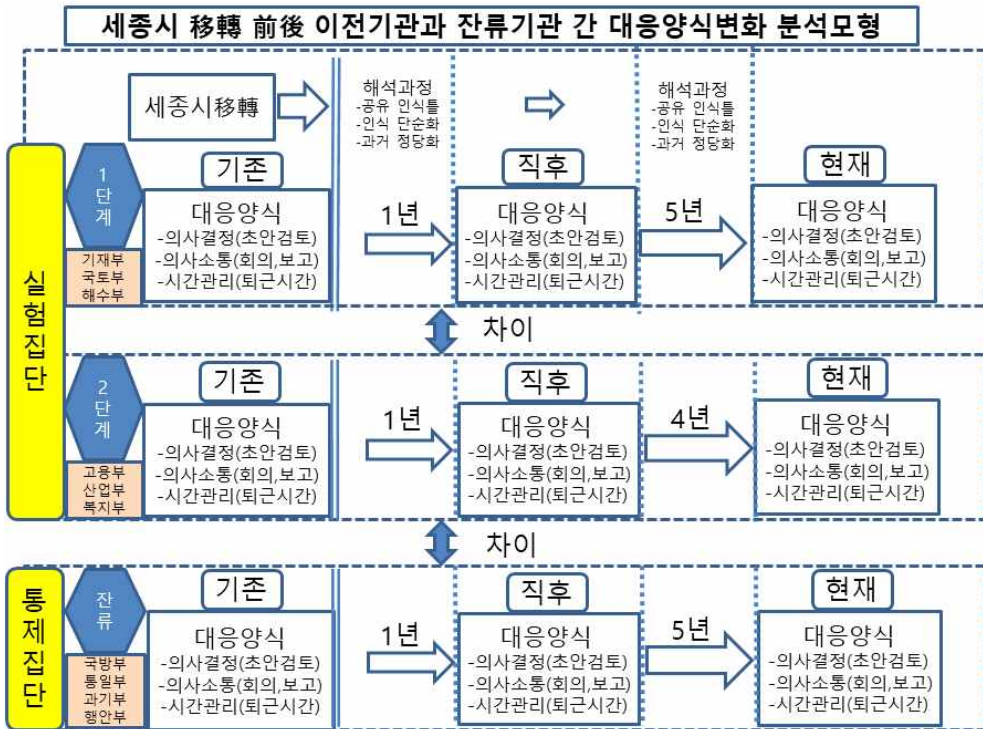 세종시 移轉 前後 이전기관과 잔류기관 간 대응양식변화 분석모형
세종시移轉
해석과정
-공유 인식틀
-인식 단순화
-과거 정당화
해석과정
-공유 인식틀
-인식 단순화
-과거 정당화
실험집단
1단계
기재부
국토부
해수부
기존
대응양식
-의사결정(초안검토)
-의사소통(회의,보고)
-시간관리(퇴근시간)
1년
직후
대응양식
-의사결정(초안검토)
-의사소통(회의,보고)
-시간관리(퇴근시간)
5년
현재
대응양식
-의사결정(초안검토)
-의사소통(회의,보고)
-시간관리(퇴근시간)
차이
2단계
고용부
산업부
복지부
기존
대응양식
-의사결정(초안검토)
-의사소통(회의,보고)
-시간관리(퇴근시간)
1년
직후
대응양식
-의사결정(초안검토)
-의사소통(회의,보고)
-시간관리(퇴근시간)
4년
현재
대응양식
-의사결정(초안검토)
-의사소통(회의,보고)
-시간관리(퇴근시간)
차이
통제집단
잔류
국방부
통일부
과기부
행안부
기존
대응양식
-의사결정(초안검토)
-의사소통(회의,보고)
-시간관리(퇴근시간)
1년
직후
대응양식
-의사결정(초안검토)
-의사소통(회의,보고)
-시간관리(퇴근시간)
5년
현재
대응양식
-의사결정(초안검토)
-의사소통(회의,보고)
-시간관리(퇴근시간)